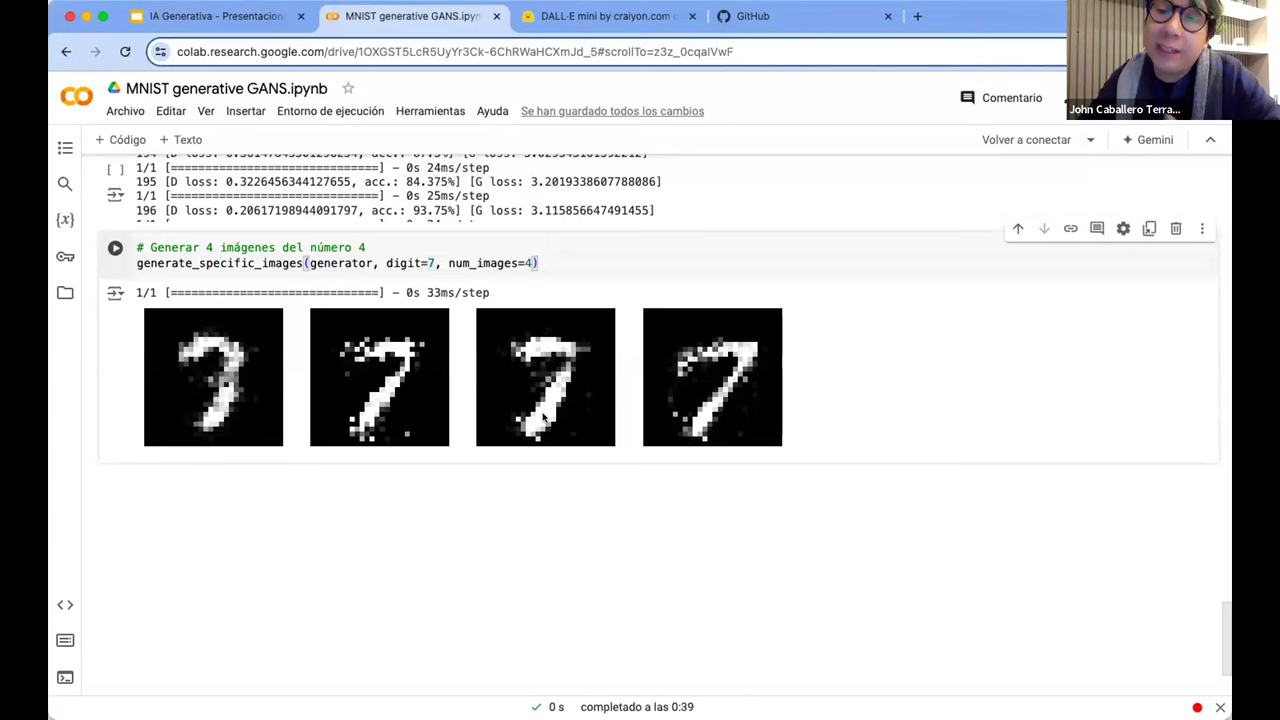 IA Generativa - Presentacion
MNIST generative GANS.ipynb
DALL·E mini by craiyon.com
GitHub
colab.research.google.com/drive/1OXGST5LcR5UyYr3Ck-6ChRWaHCXmJd_5#scrollTo=z3z_0cqaIVwF
John Caballero Terra...
MNIST generative GANS.ipynb
Archivo Editar Ver Insertar Entorno de ejecución Herramientas Ayuda Se han guardado todos los cambios
Comentario
+ Código + Texto
Volver a conectar
Gemini
1/1 [==============================] - 0s 24ms/step
195 [D loss: 0.3226456344127655, acc.: 84.375%] [G loss: 3.2019338607788086]
1/1 [==============================] - 0s 25ms/step
196 [D loss: 0.20617198944091797, acc.: 93.75%] [G loss: 3.115856647491455]
# Generar 4 imágenes del número 4
generate_specific_images(generator, digit=7, num_images=4)
1/1 [==============================] - 0s 33ms/step
7 7 7
0 s completado a las 0:39